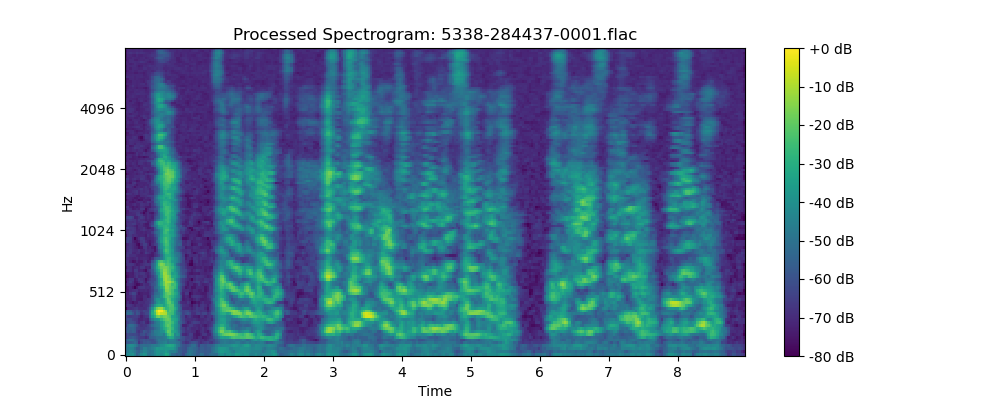 Processed Spectrogram: 5338-284437-0001.flac
Hz
4096
2048
1024
512
0
0 1 2 3 4 5 6 7 8
Time
+0 dB
-10 dB
-20 dB
-30 dB
-40 dB
-50 dB
-60 dB
-70 dB
-80 dB